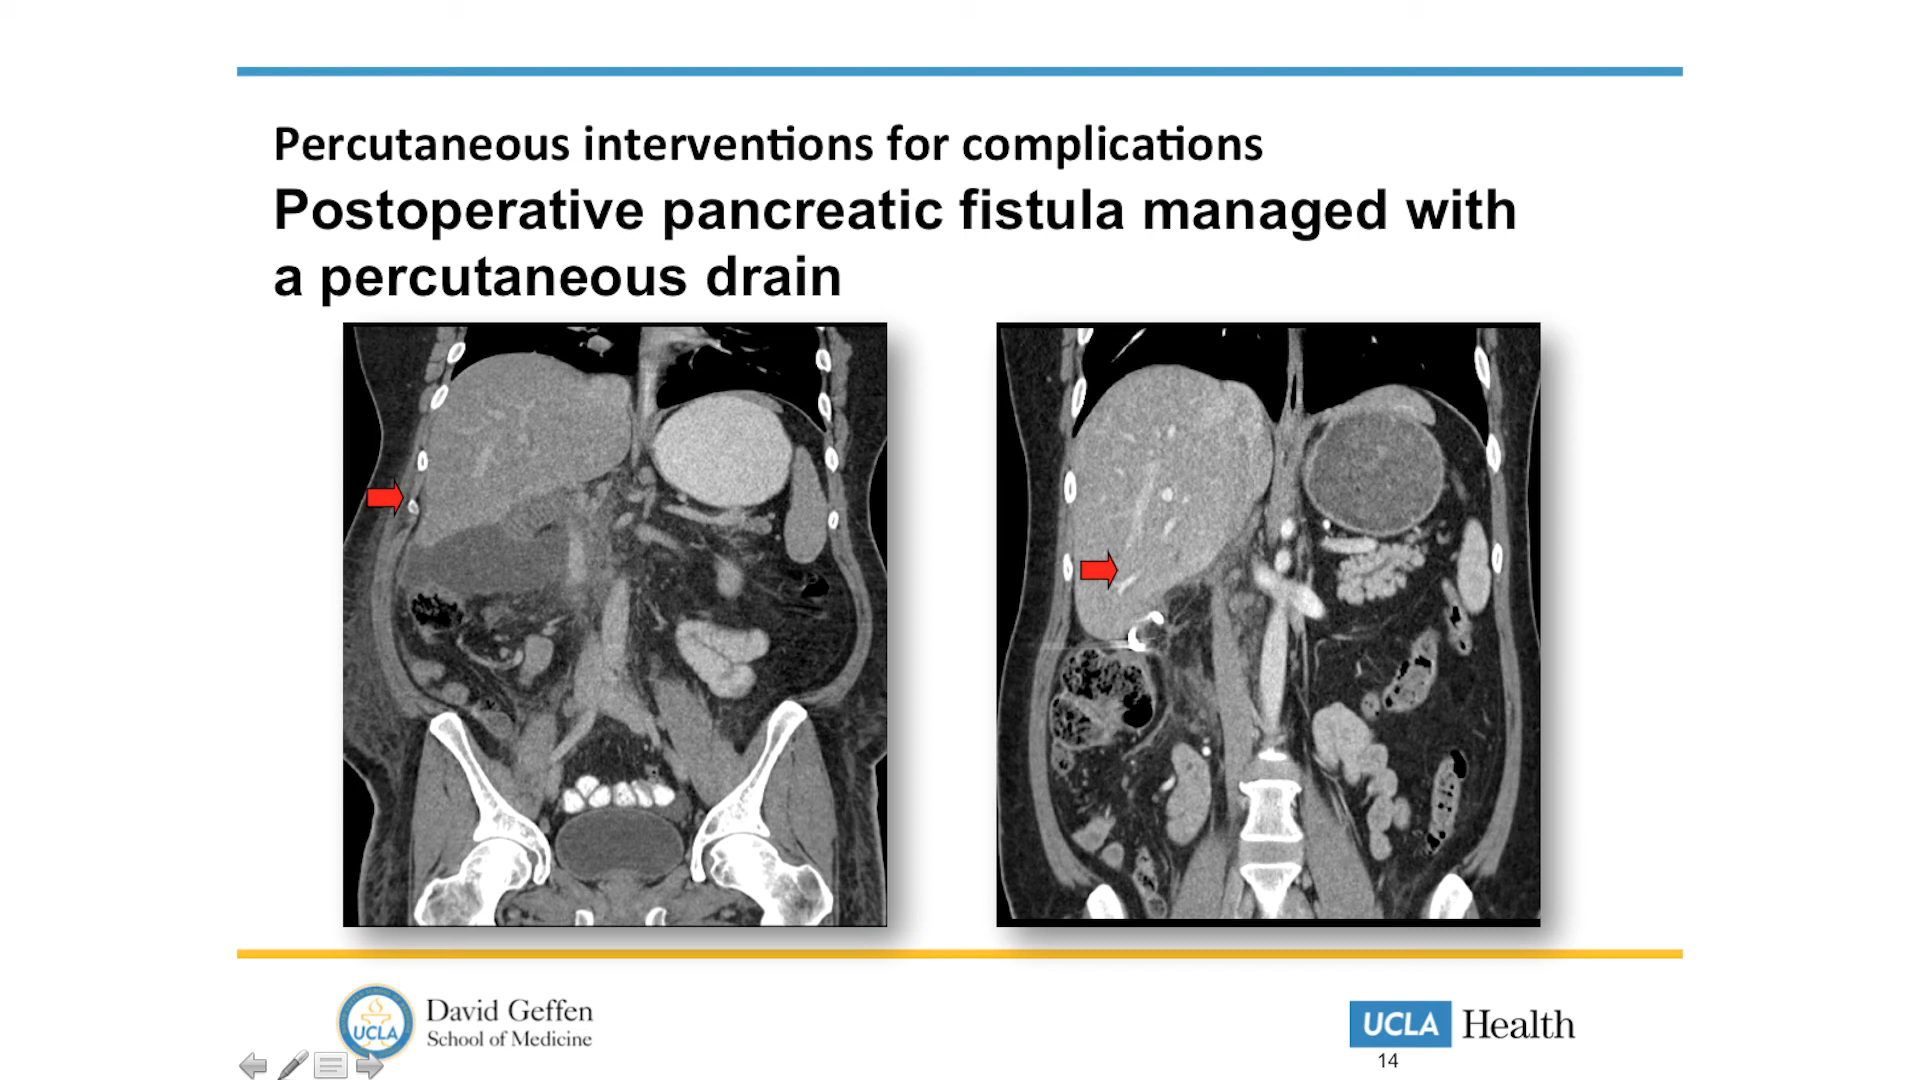 Percutaneous interventions for complications
Postoperative pancreatic fistula managed with
a percutaneous drain
UCLA
David Geffen
School of Medicine
UCLA Health
14